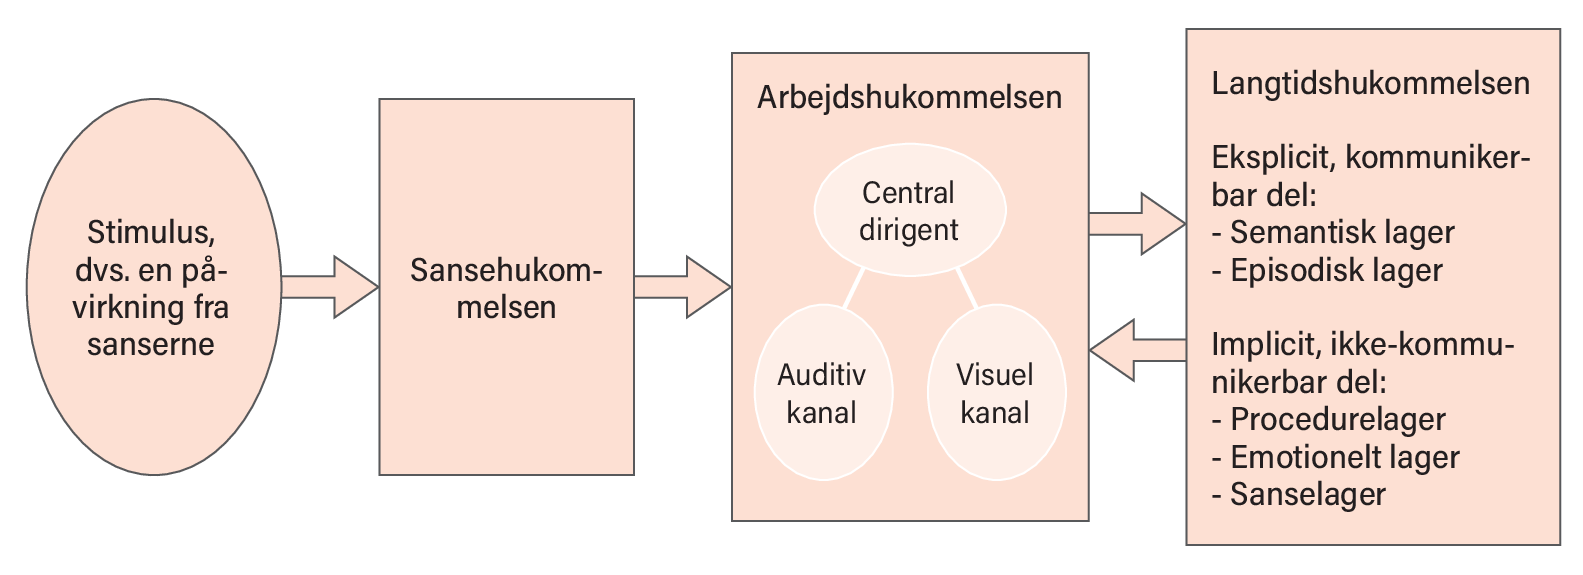 Stimulus,
dvs. en på-
virkning fra
sanserne
Sansehukom-
melsen
Arbejdshukommelsen
Central
dirigent
Auditiv
kanal
Visuel
kanal
Langtidshukommelsen
Eksplicit, kommuniker-
bar del:
- Semantisk lager
- Episodisk lager
Implicit, ikke-kommu-
nikerbar del:
- Procedurelager
- Emotionelt lager
- Sanselager